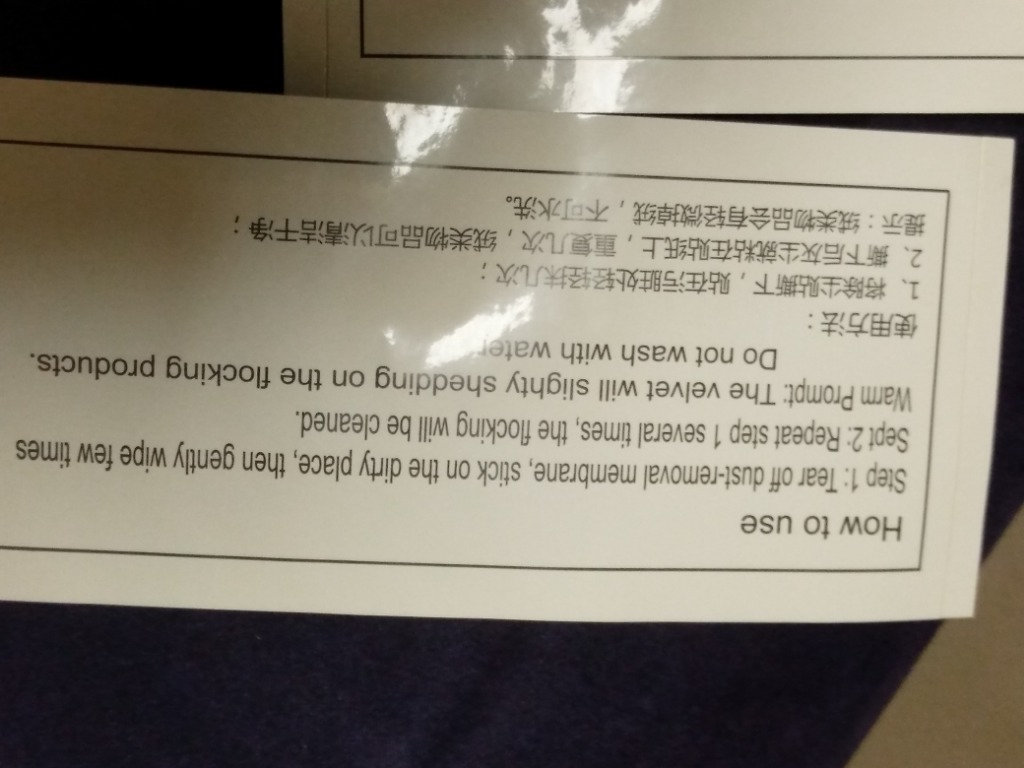 How to use
Step 1: Tear off dust-removal membrane, stick on the dirty place, then gently wipe few times
Sept 2: Repeat step 1 several times, the flocking will be cleaned.
Warm Prompt: The velvet will slighty shedding on the flocking products.
Do not wash with water
使用方法：
1、将除尘贴撕下，贴在污脏处轻轻抹几次；
2、撕下后灰尘就粘在贴纸上，重复几次，绒类物品可以清洁干净；
提示：绒类物品会有轻微掉绒，不可水洗。